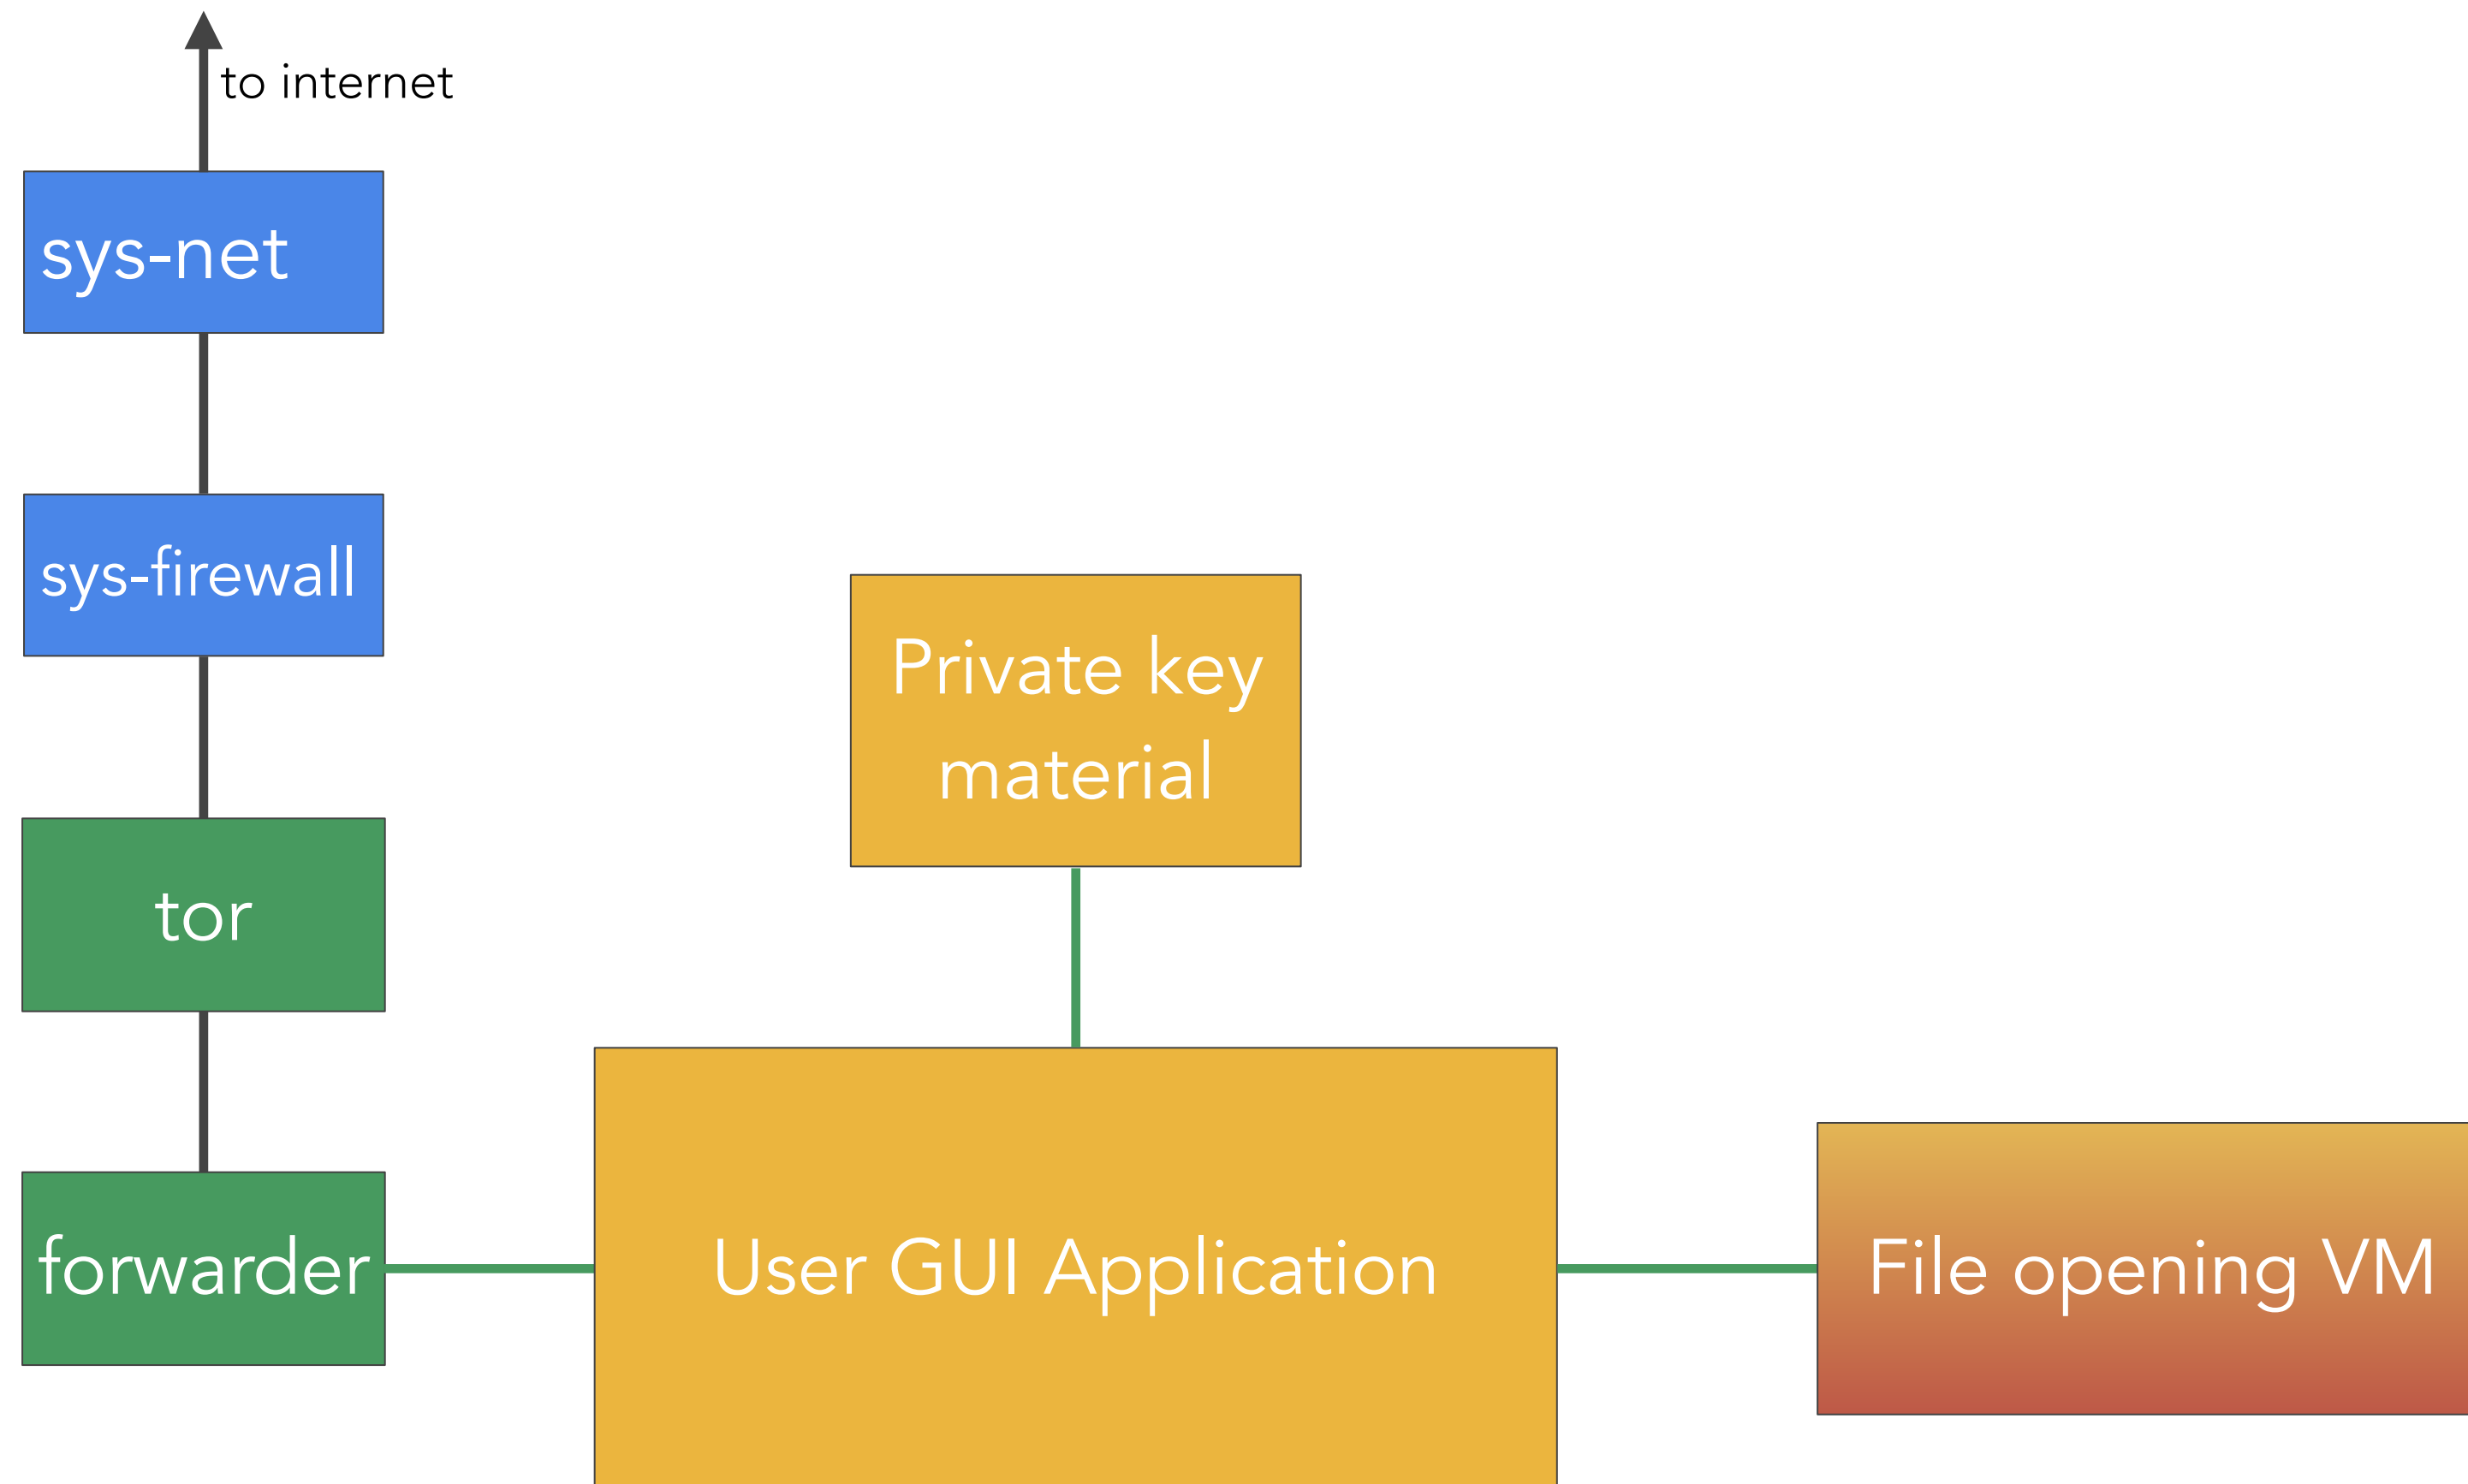 to internet
sys-net
sys-firewall
Private key
material
tor
forwarder
User GUI Application
File opening VM